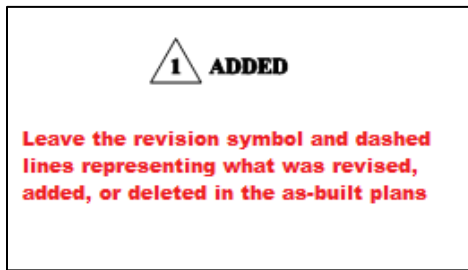 1 ADDED
Leave the revision symbol and dashed
lines representing what was revised,
added, or deleted in the as-built plans